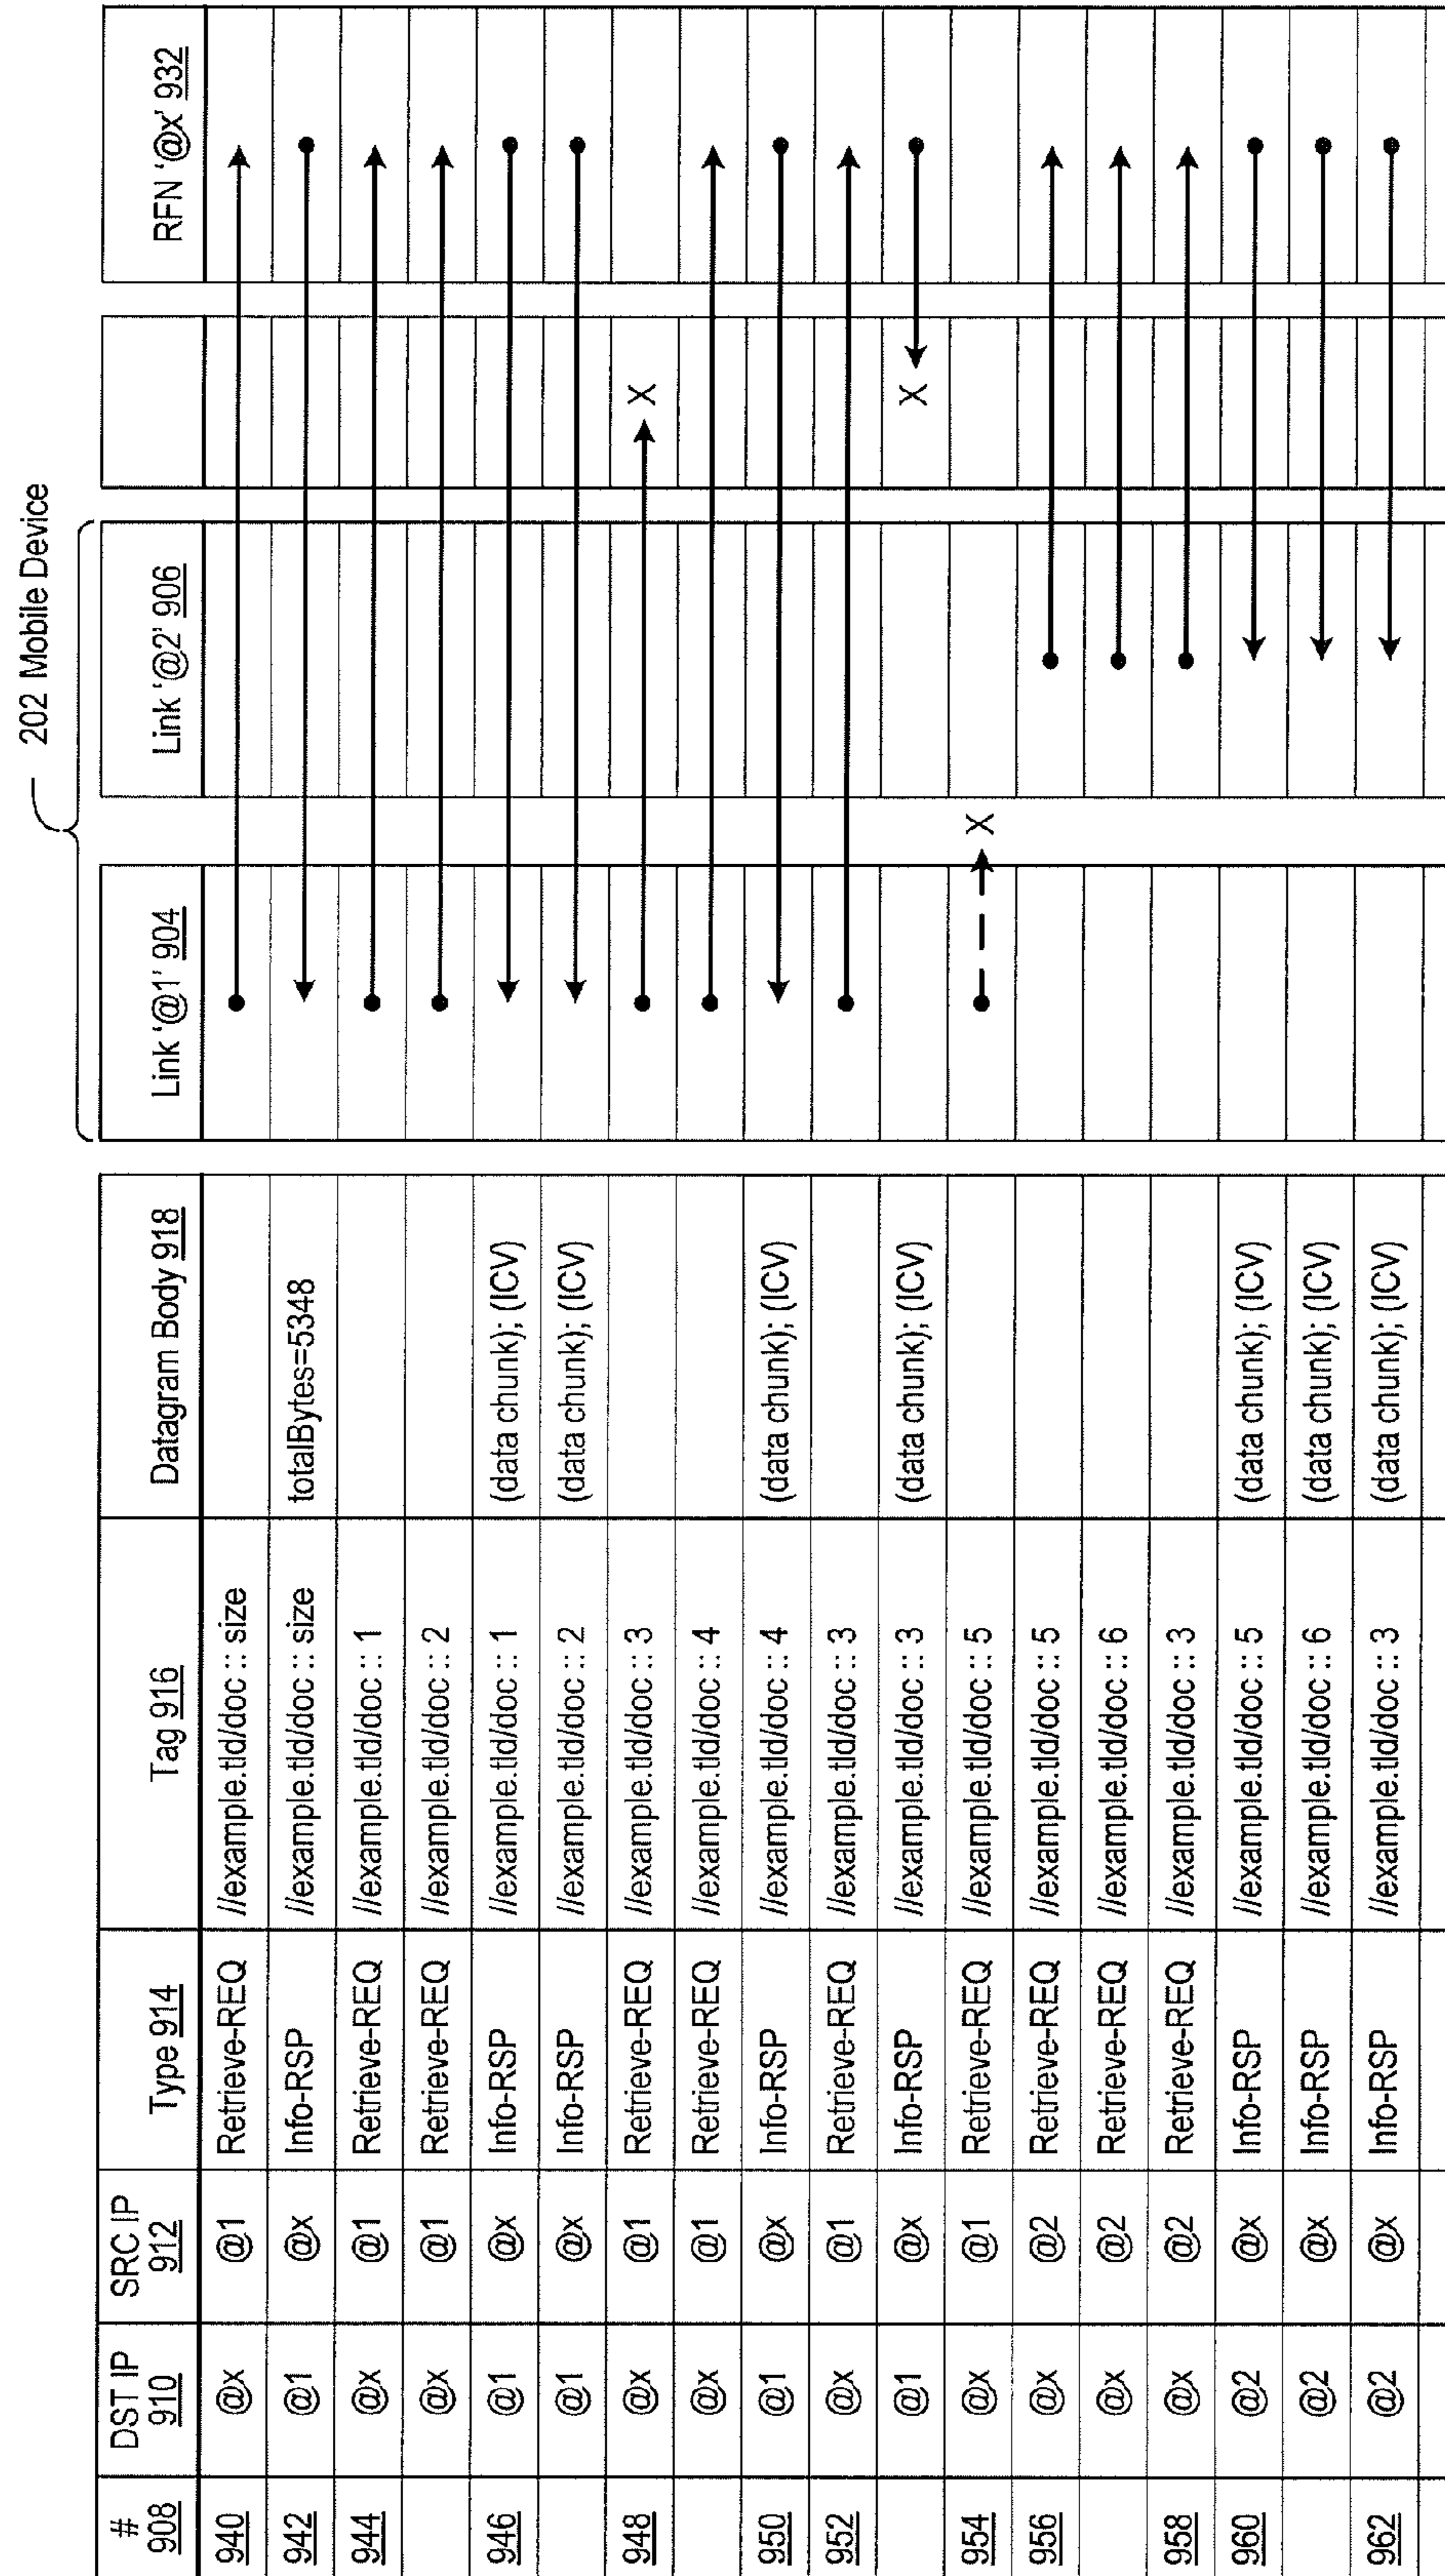 202 Mobile Device
# 908 DST IP 910 SRC IP 912 Type 914 Tag 916 Datagram Body 918 Link '@1' 904 Link '@2' 906 RFN '@x' 932
940 @x @1 Retrieve-REQ //example.tld/doc :: size
942 @1 @x Info-RSP //example.tld/doc :: size totalBytes=5348
944 @x @1 Retrieve-REQ //example.tld/doc :: 1
@x @1 Retrieve-REQ //example.tld/doc :: 2
946 @1 @x Info-RSP //example.tld/doc :: 1 (data chunk); (ICV)
@1 @x Info-RSP //example.tld/doc :: 2 (data chunk); (ICV)
948 @x @1 Retrieve-REQ //example.tld/doc :: 3 X
@x @1 Retrieve-REQ //example.tld/doc :: 4
950 @1 @x Info-RSP //example.tld/doc :: 4 (data chunk); (ICV)
952 @x @1 Retrieve-REQ //example.tld/doc :: 3
@1 @x Info-RSP //example.tld/doc :: 3 (data chunk); (ICV) X
954 @x @1 Retrieve-REQ //example.tld/doc :: 5 X
956 @x @2 Retrieve-REQ //example.tld/doc :: 5
@x @2 Retrieve-REQ //example.tld/doc :: 6
958 @x @2 Retrieve-REQ //example.tld/doc :: 3
960 @2 @x Info-RSP //example.tld/doc :: 5 (data chunk); (ICV)
@2 @x Info-RSP //example.tld/doc :: 6 (data chunk); (ICV)
962 @2 @x Info-RSP //example.tld/doc :: 3 (data chunk); (ICV)